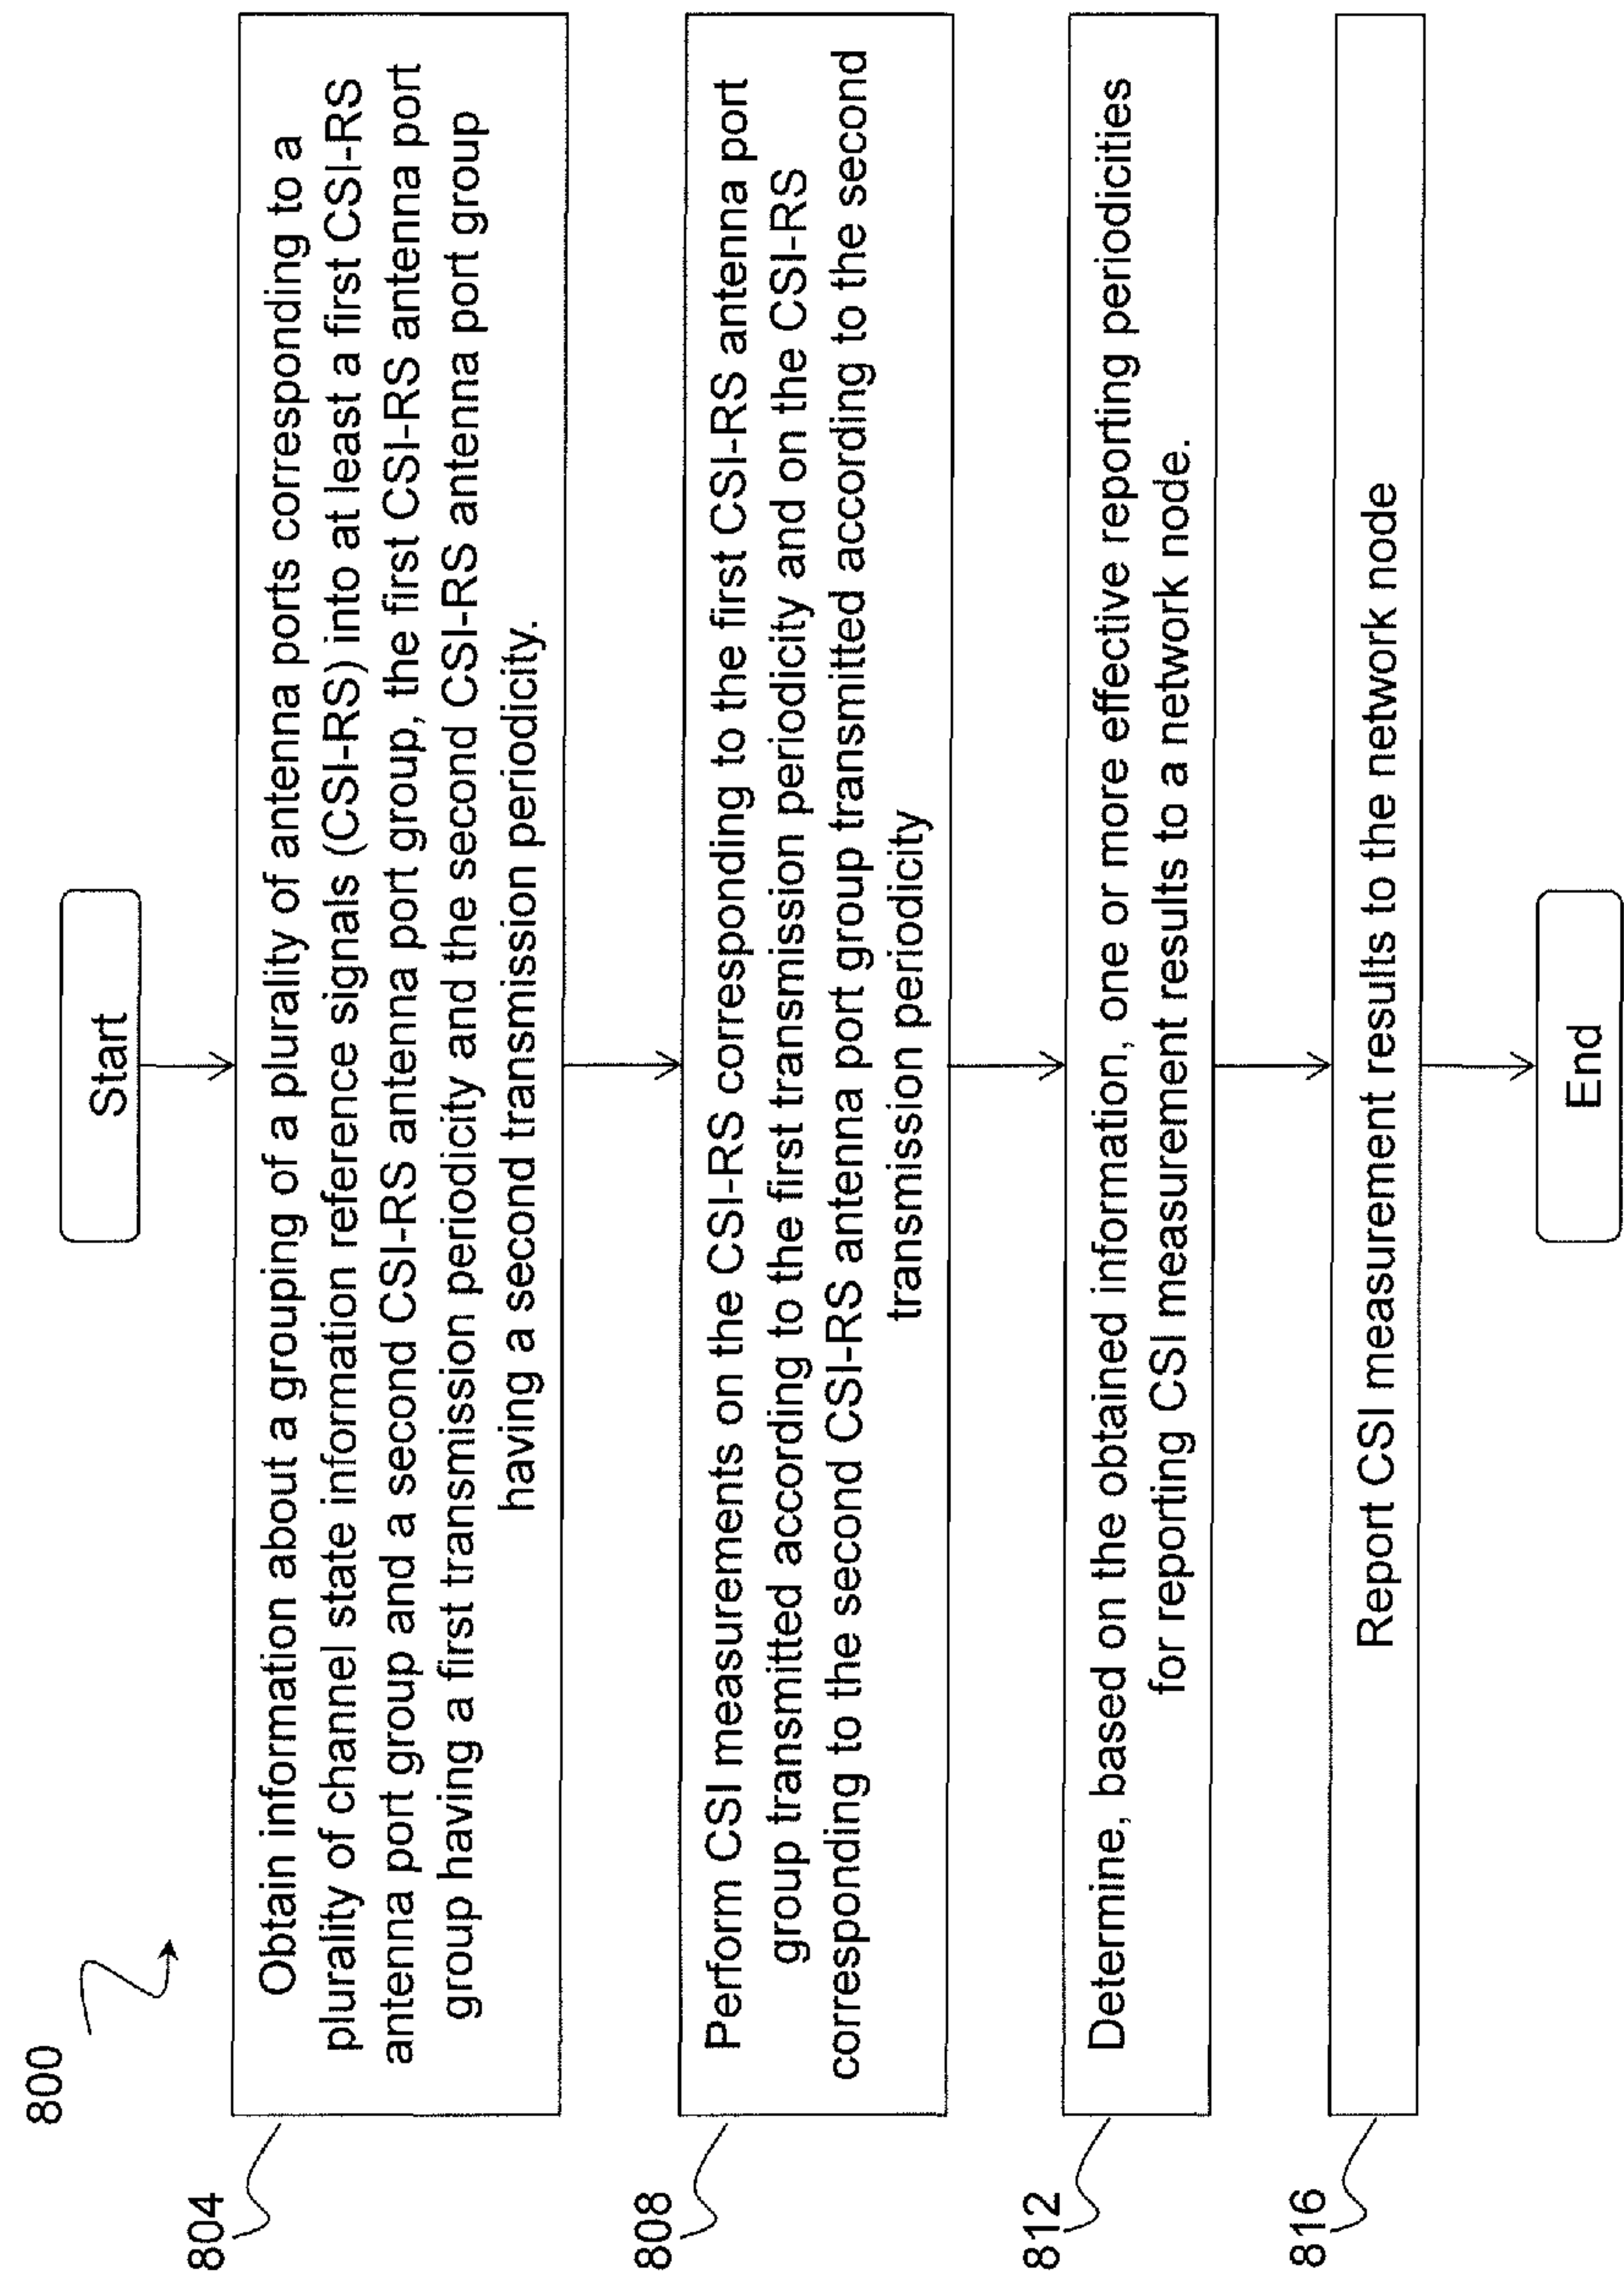 800
Start
804
Obtain information about a grouping of a plurality of antenna ports corresponding to a
plurality of channel state information reference signals (CSI-RS) into at least a first CSI-RS
antenna port group and a second CSI-RS antenna port group, the first CSI-RS antenna port
group having a first transmission periodicity and the second CSI-RS antenna port group
having a second transmission periodicity.
808
Perform CSI measurements on the CSI-RS corresponding to the first CSI-RS antenna port
group transmitted according to the first transmission periodicity and on the CSI-RS
corresponding to the second CSI-RS antenna port group transmitted according to the second
transmission periodicity
812
Determine, based on the obtained information, one or more effective reporting periodicities
for reporting CSI measurement results to a network node.
816
Report CSI measurement results to the network node
End